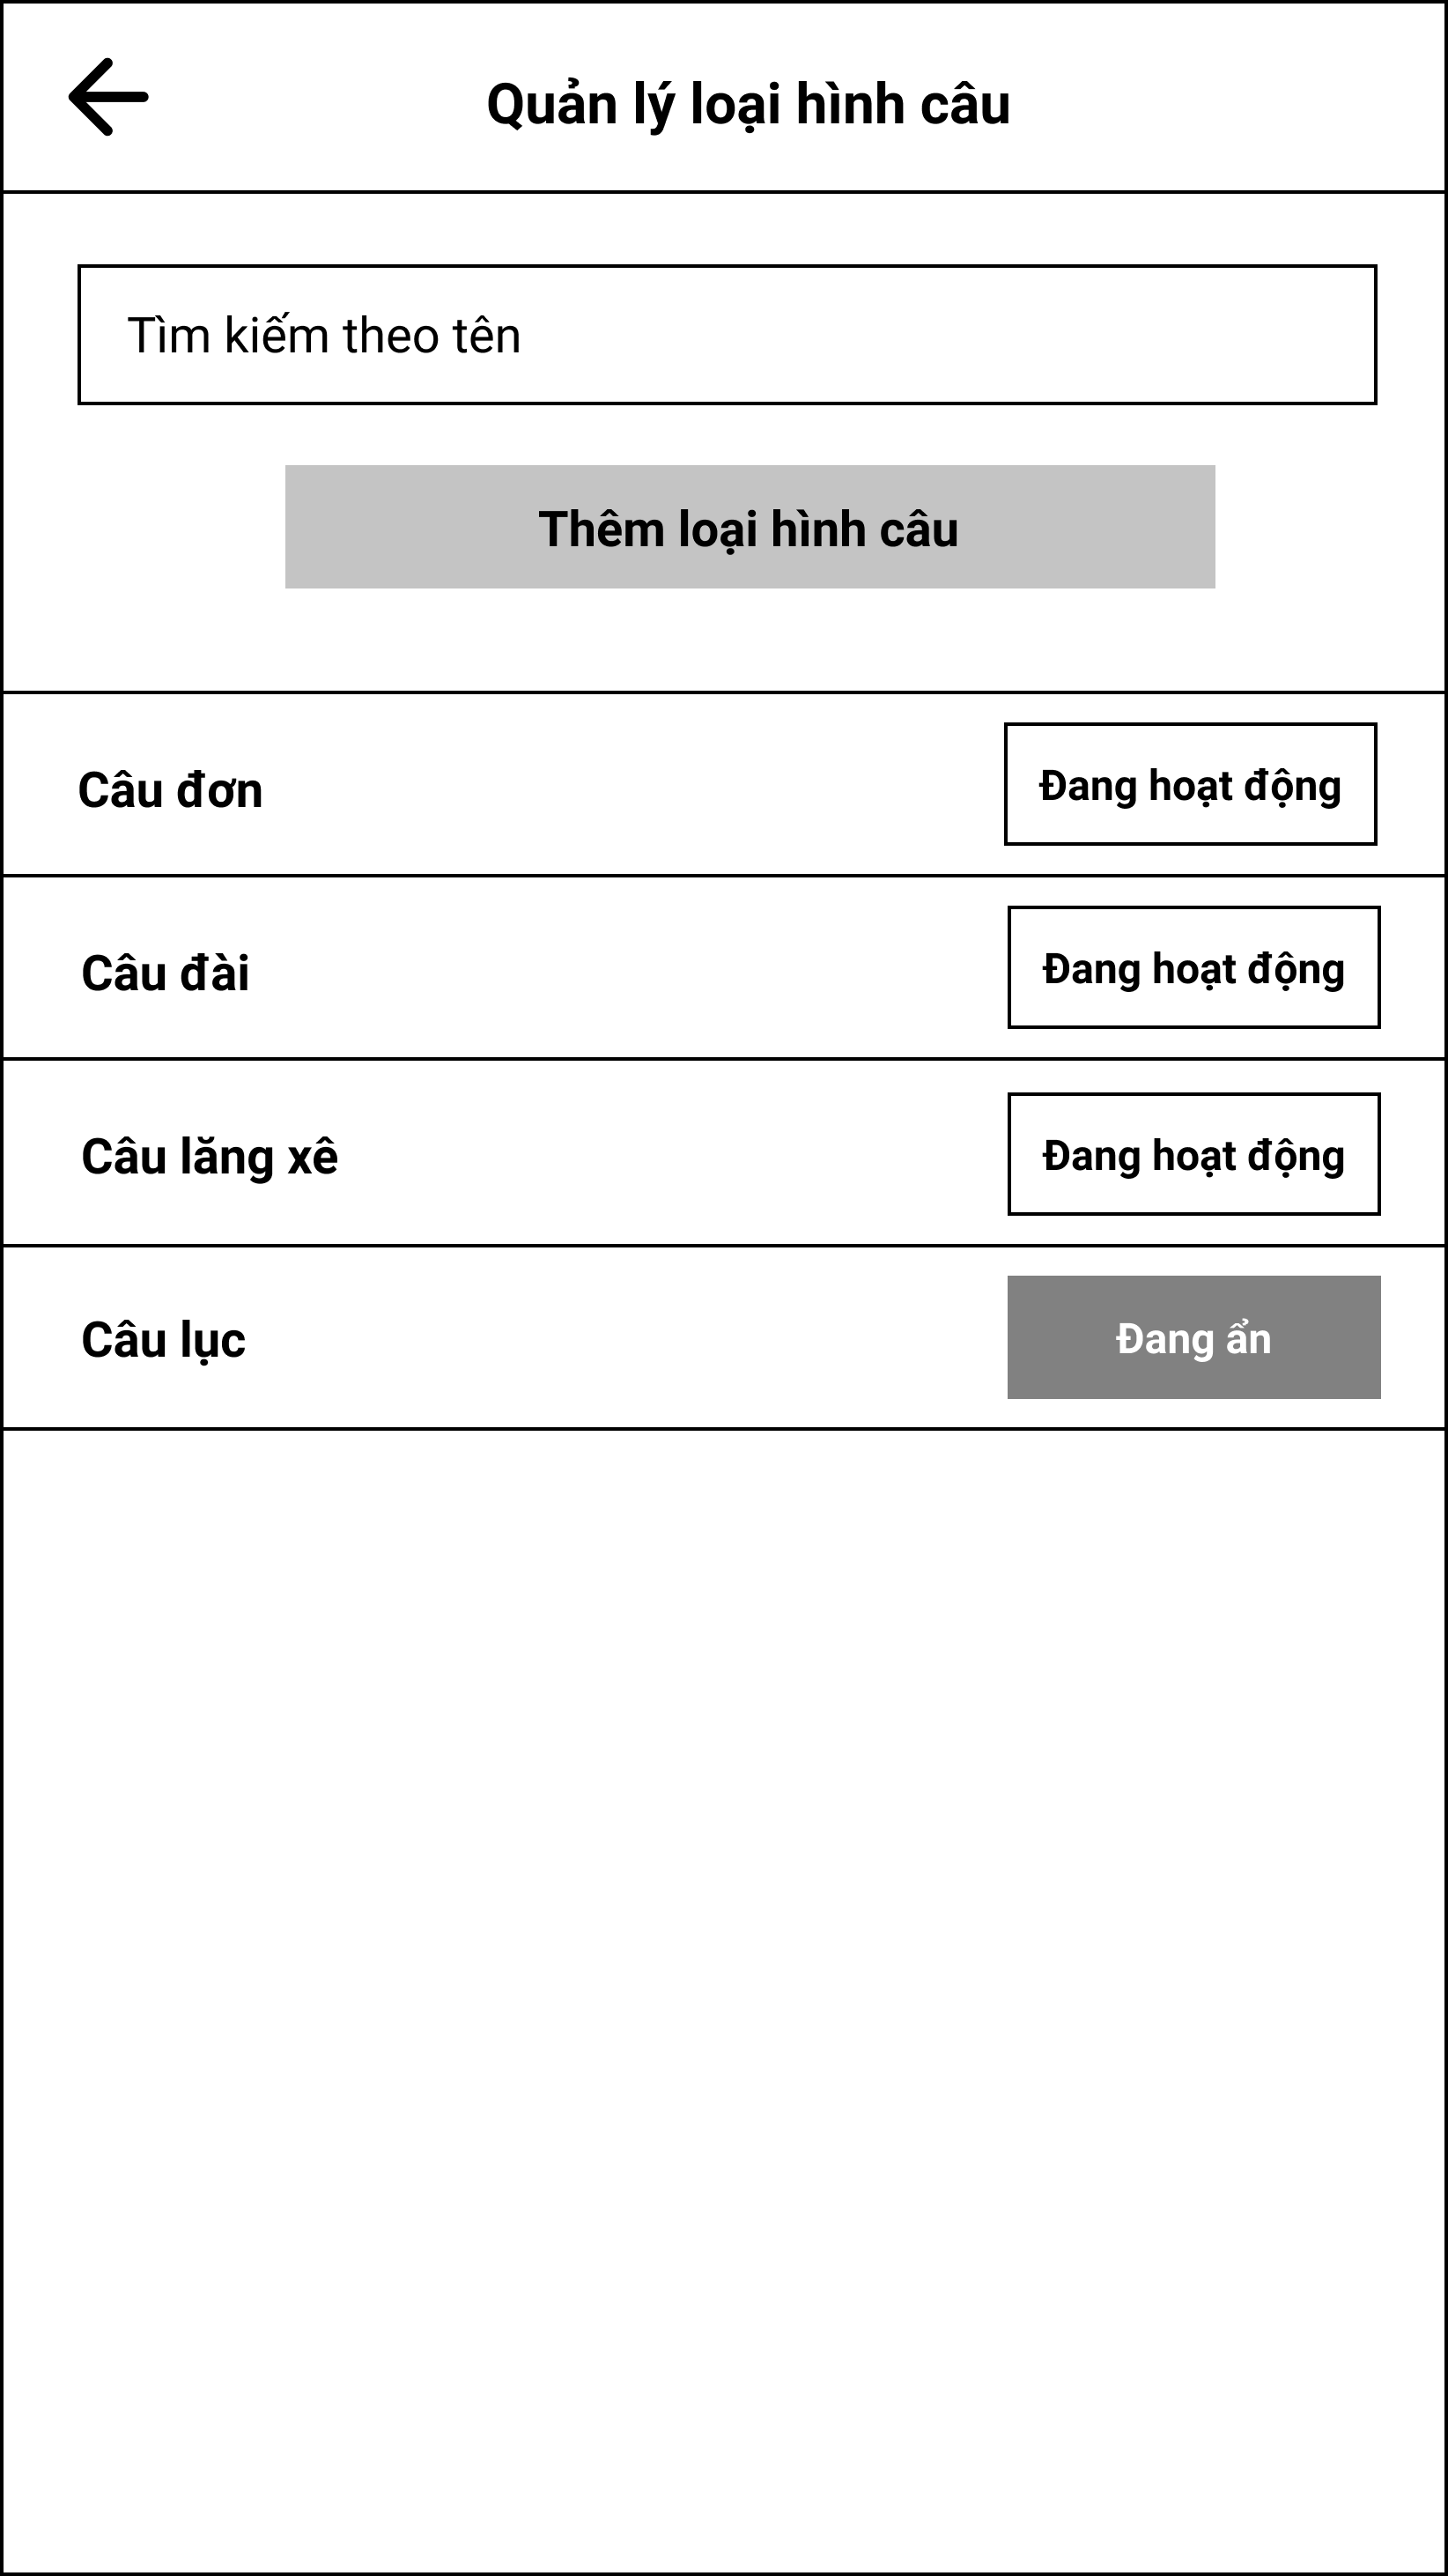 Quản lý loại hình câu
Tìm kiếm theo tên
Thêm loại hình câu
Câu đơn
Đang hoạt động
Câu đài
Đang hoạt động
Câu lăng xê
Đang hoạt động
Câu lục
Đang ẩn